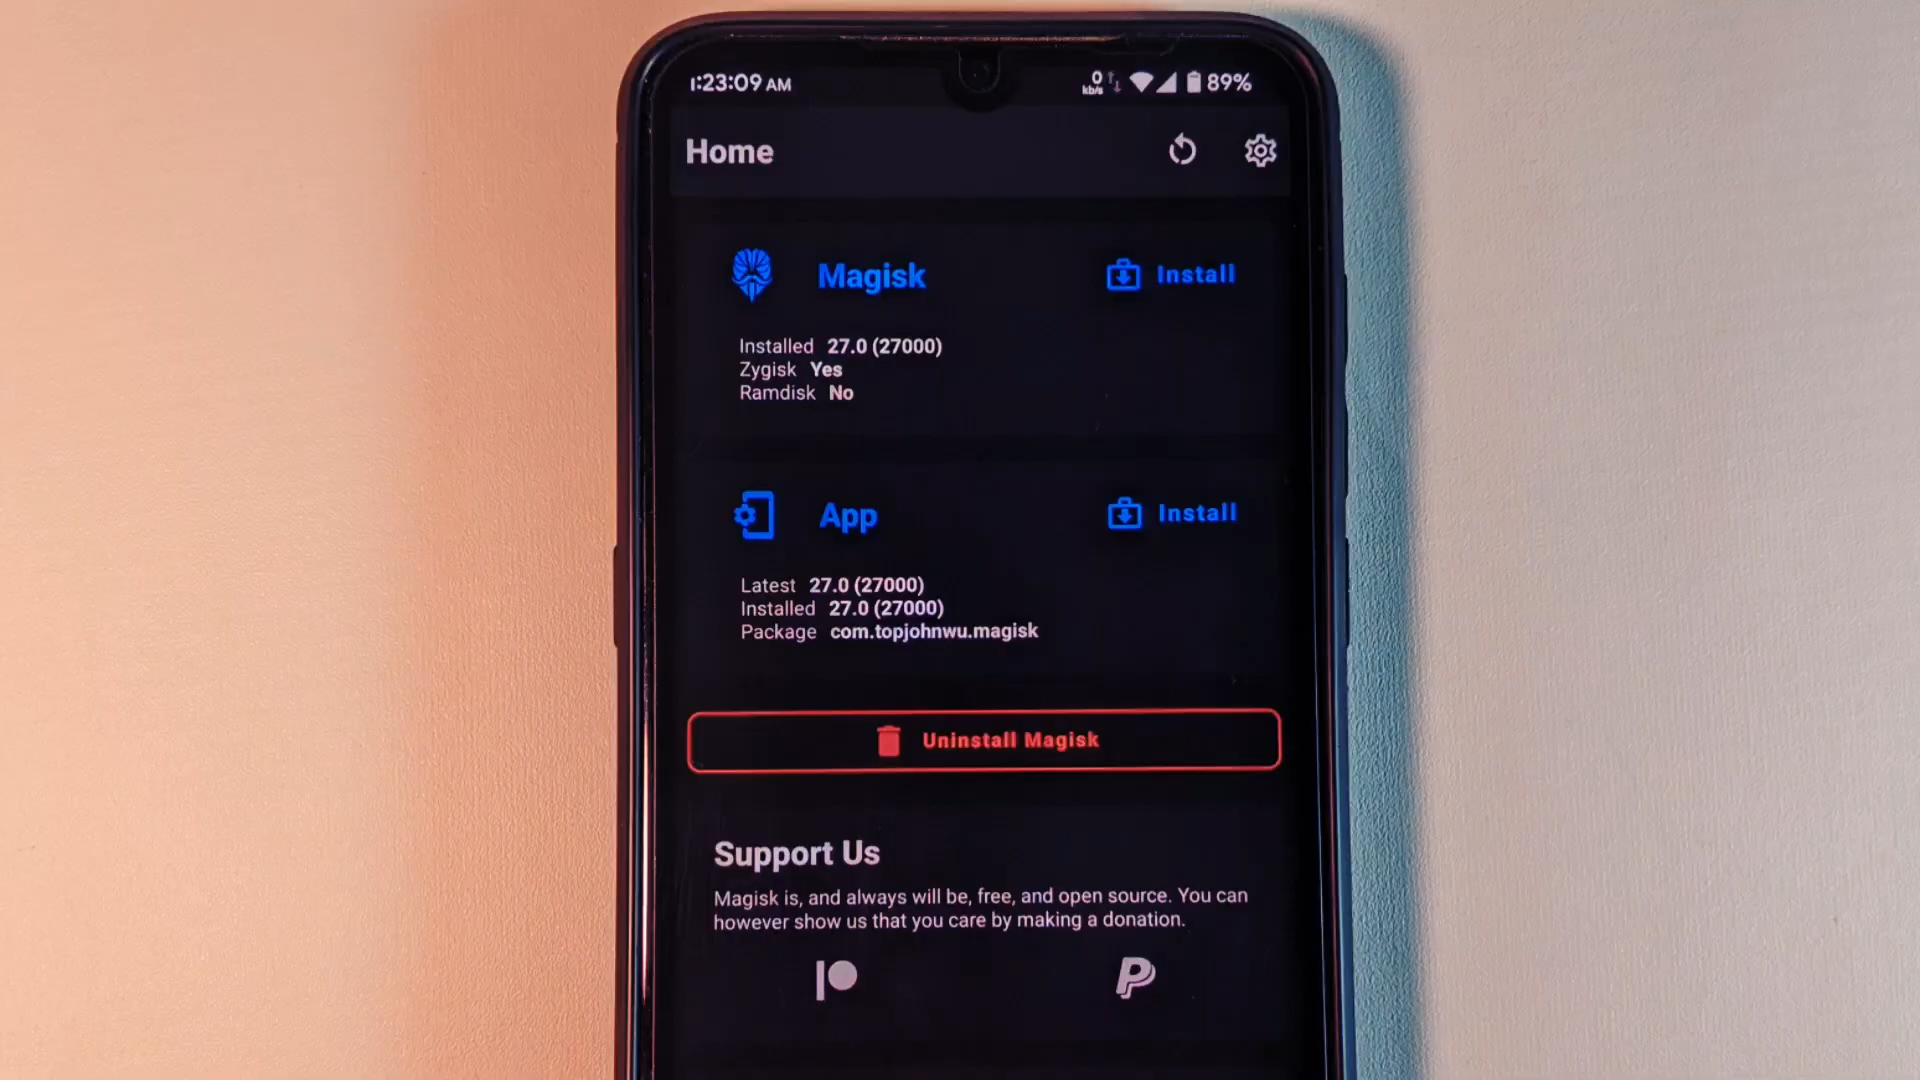 1:23:09 AM 0 kb/s 89%
Home
Magisk Install
Installed 27.0 (27000)
Zygisk Yes
Ramdisk No
App Install
Latest 27.0 (27000)
Installed 27.0 (27000)
Package com.topjohnwu.magisk
Uninstall Magisk
Support Us
Magisk is, and always will be, free, and open source. You can
however show us that you care by making a donation.